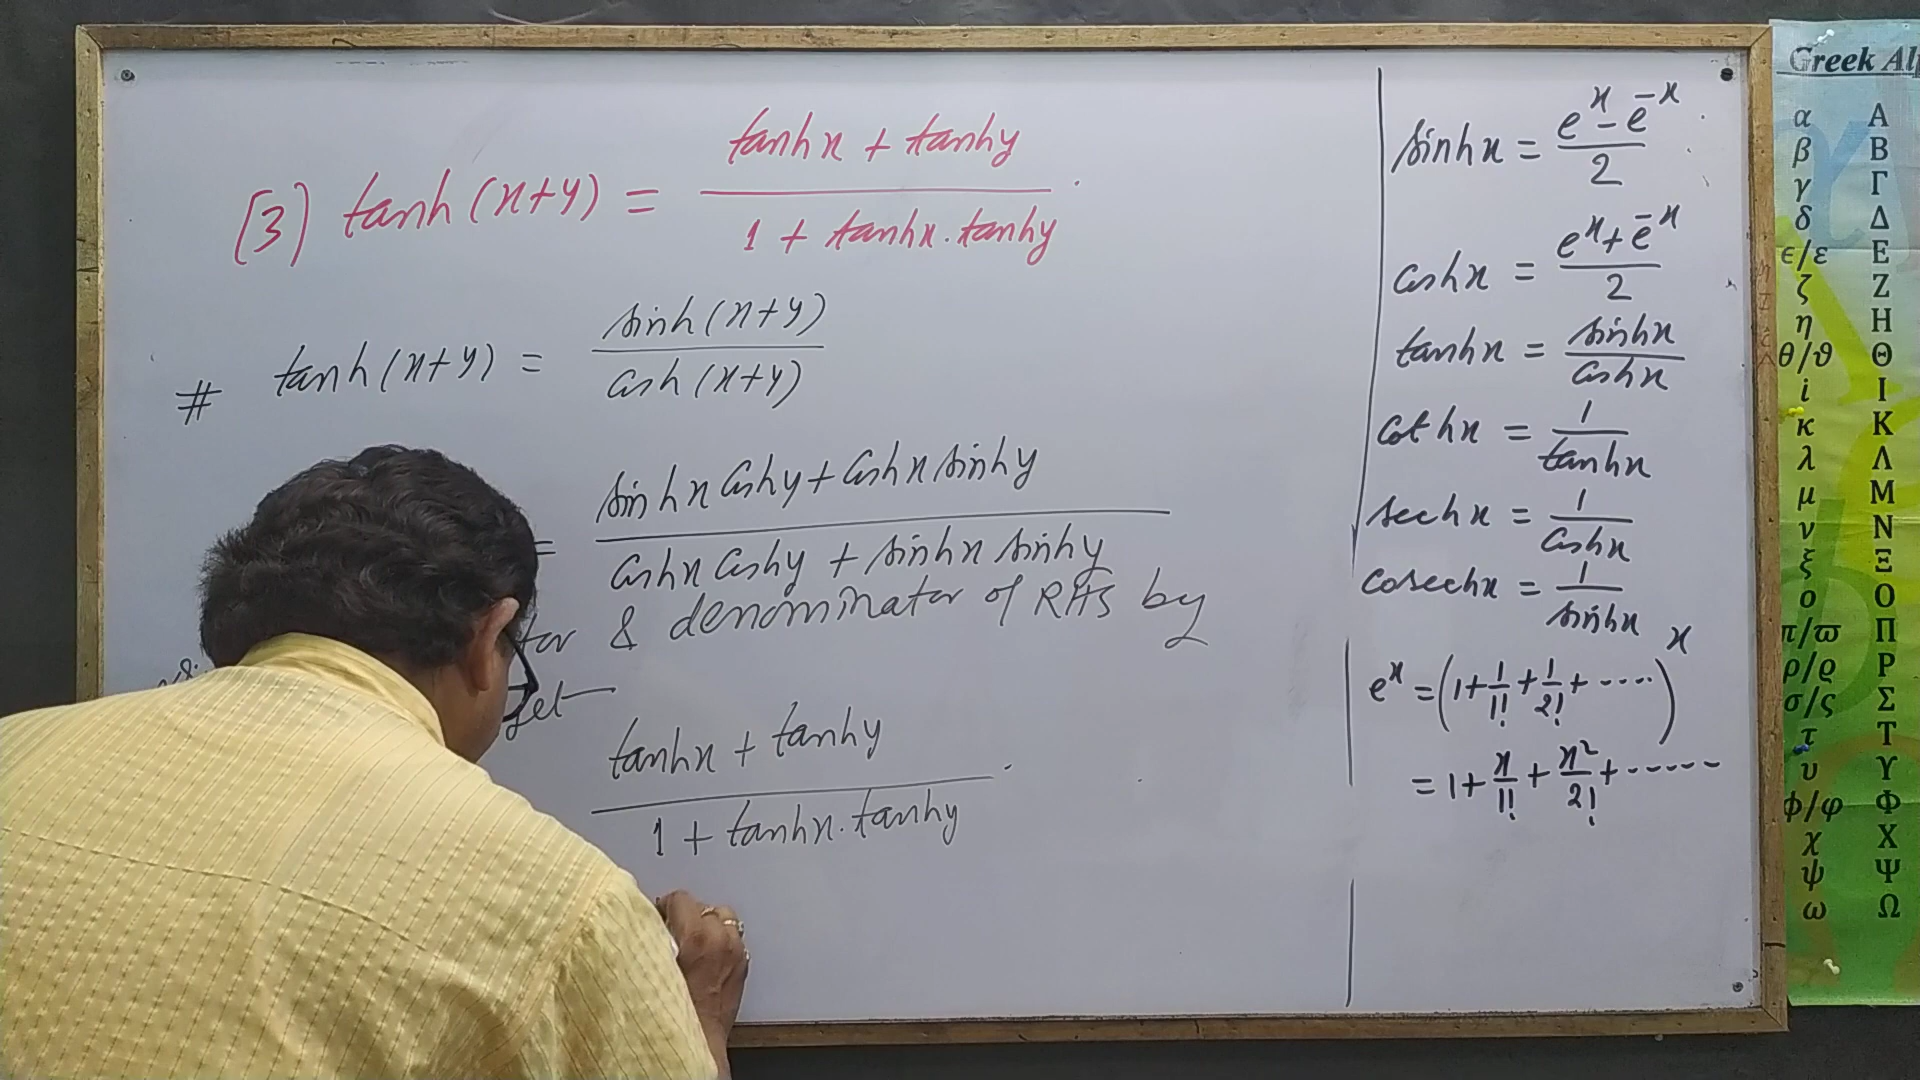 (3) tanh(x+y) = (tanhx + tanhy) / (1 + tanhx.tanhy)
# tanh(x+y) = sinh(x+y) / cosh(x+y)
= (sinhx coshy + coshx sinhy) / (coshx coshy + sinhx sinhy)
tor & denominator of RHS by
get
(tanhx + tanhy) / (1 + tanhx.tanhy)
sinhx = (e^x - e^-x) / 2
coshx = (e^x + e^-x) / 2
tanhx = sinhx / coshx
cothx = 1 / tanhx
sechx = 1 / coshx
cosechx = 1 / sinhx
e^x = (1 + 1/1! + 1/2! + ....)^x
= 1 + x/1! + x²/2! + ......
Greek Al
α Α
β Β
γ Γ
δ Δ
ϵ/ε Ε
ζ Ζ
η Η
θ/ϑ Θ
i Ι
κ Κ
λ Λ
μ Μ
ν Ν
ξ Ξ
ο Ο
π/ϖ Π
ρ/ϱ Ρ
σ/ς Σ
τ Τ
υ Υ
ϕ/φ Φ
χ Χ
ψ Ψ
ω Ω